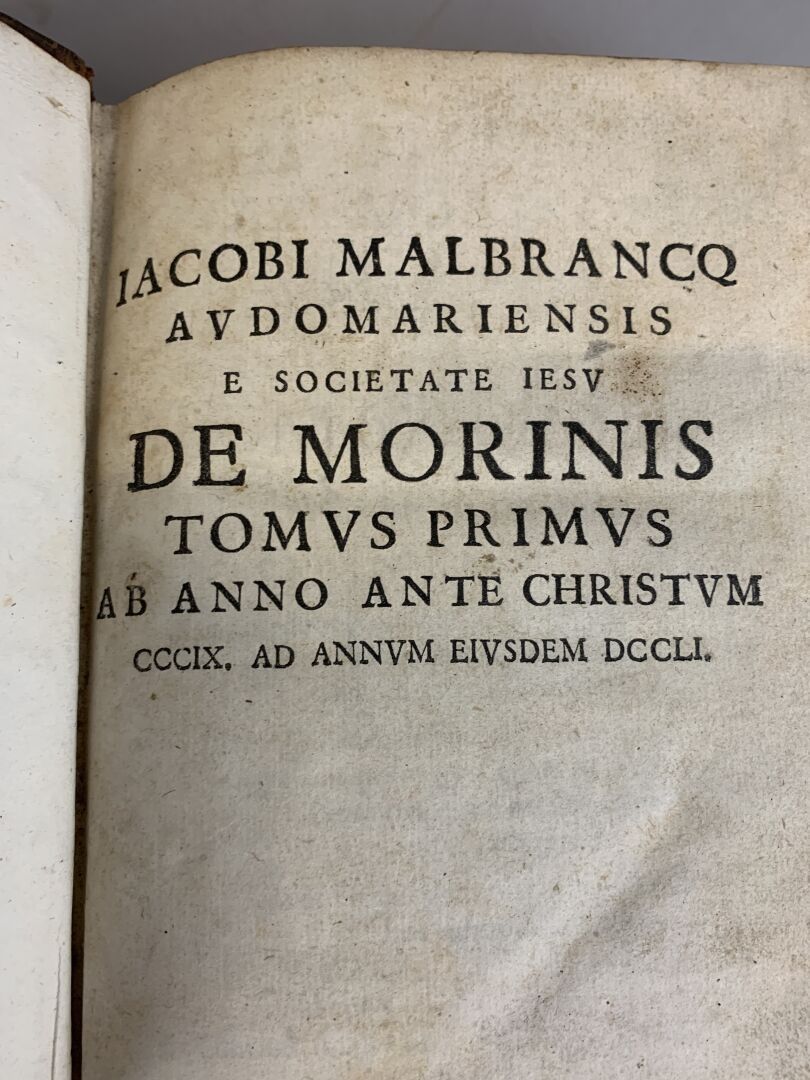 IACOBI MALBRANCQ
AVDOMARIENSIS
E SOCIETATE IESV
DE MORINIS
TOMVS PRIMVS
AB ANNO ANTE CHRISTVM
CCCIX. AD ANNVM EIVSDEM DCCLI.